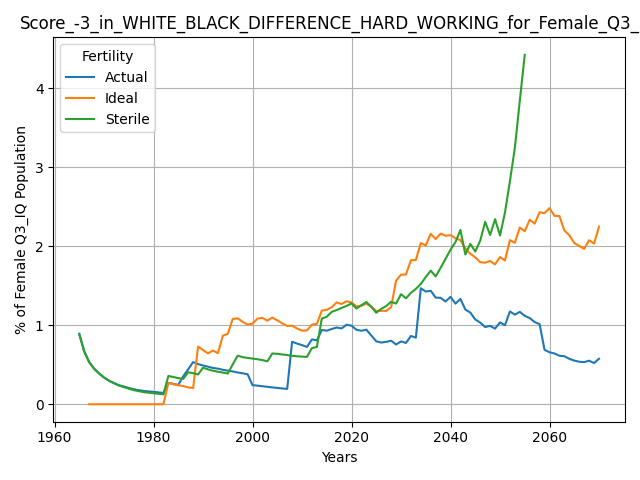 Score_-3_in_WHITE_BLACK_DIFFERENCE_HARD_WORKING_for_Female_Q3_
Fertility
Actual
Ideal
Sterile
% of Female Q3_IQ Population
4
3
2
1
0
1960 1980 2000 2020 2040 2060
Years